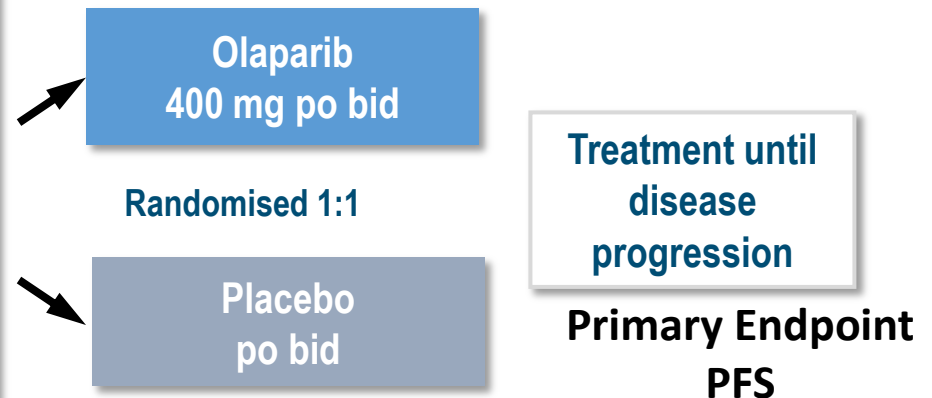 Olaparib
400 mg po bid
Randomised 1:1
Placebo
po bid
Treatment until
disease
progression
Primary Endpoint
PFS